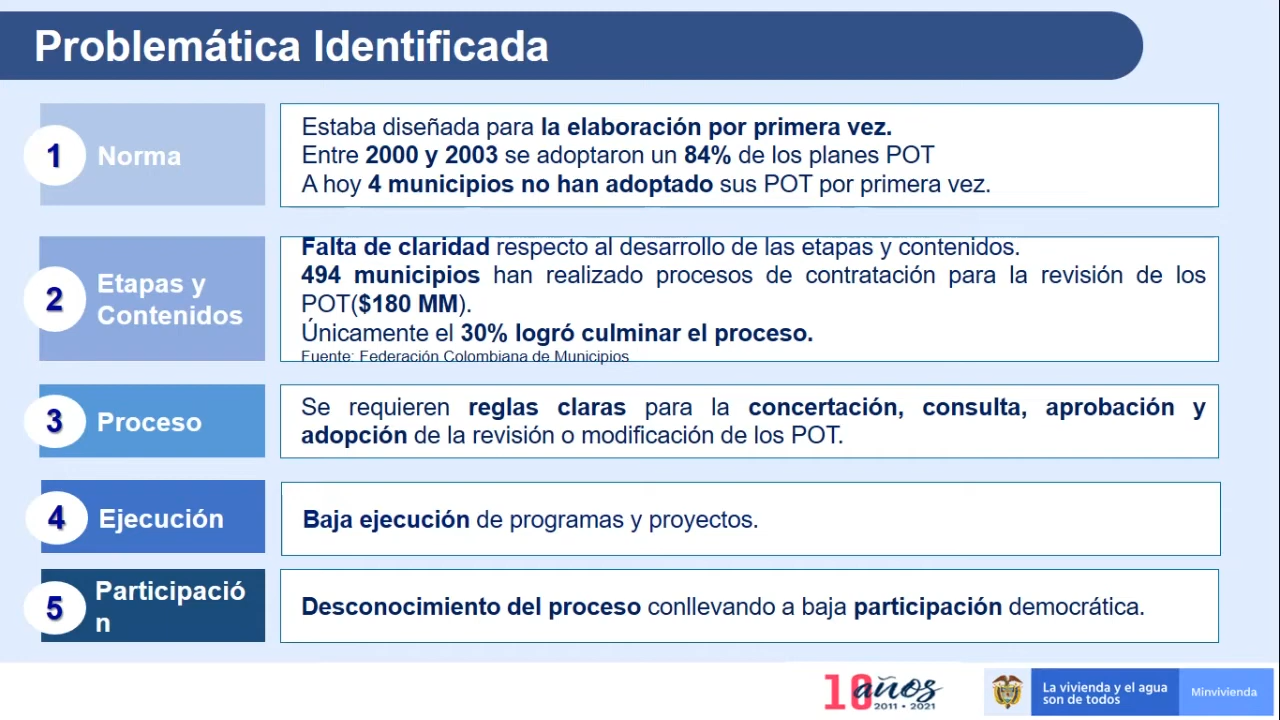 Problemática Identificada
1
Norma
Estaba diseñada para la elaboración por primera vez.
Entre 2000 y 2003 se adoptaron un 84% de los planes POT
A hoy 4 municipios no han adoptado sus POT por primera vez.
2
Etapas y
Contenidos
Falta de claridad respecto al desarrollo de las etapas y contenidos.
494 municipios han realizado procesos de contratación para la revisión de los
POT($180 MM).
Únicamente el 30% logró culminar el proceso.
Fuente: Federación Colombiana de Municipios
3
Proceso
Se requieren reglas claras para la concertación, consulta, aprobación y
adopción de la revisión o modificación de los POT.
4
Ejecución
Baja ejecución de programas y proyectos.
5
Participació
n
Desconocimiento del proceso conllevando a baja participación democrática.
10 años
2011 • 2021
La vivienda y el agua
son de todos
Minvivienda